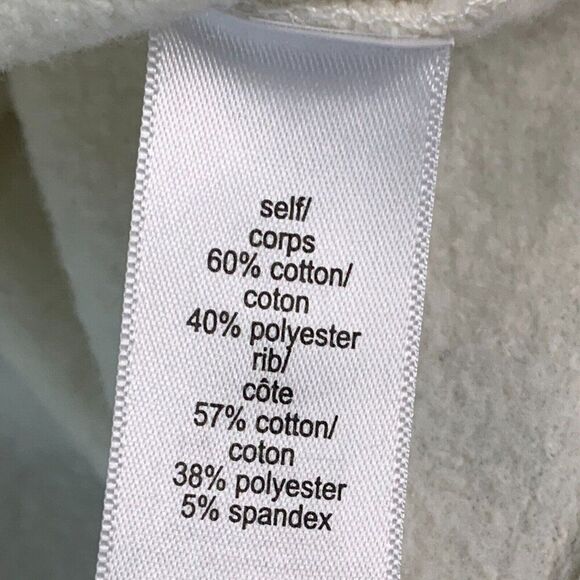 self/
corps
60% cotton/
coton
40% polyester
rib/
côte
57% cotton/
coton
38% polyester
5% spandex